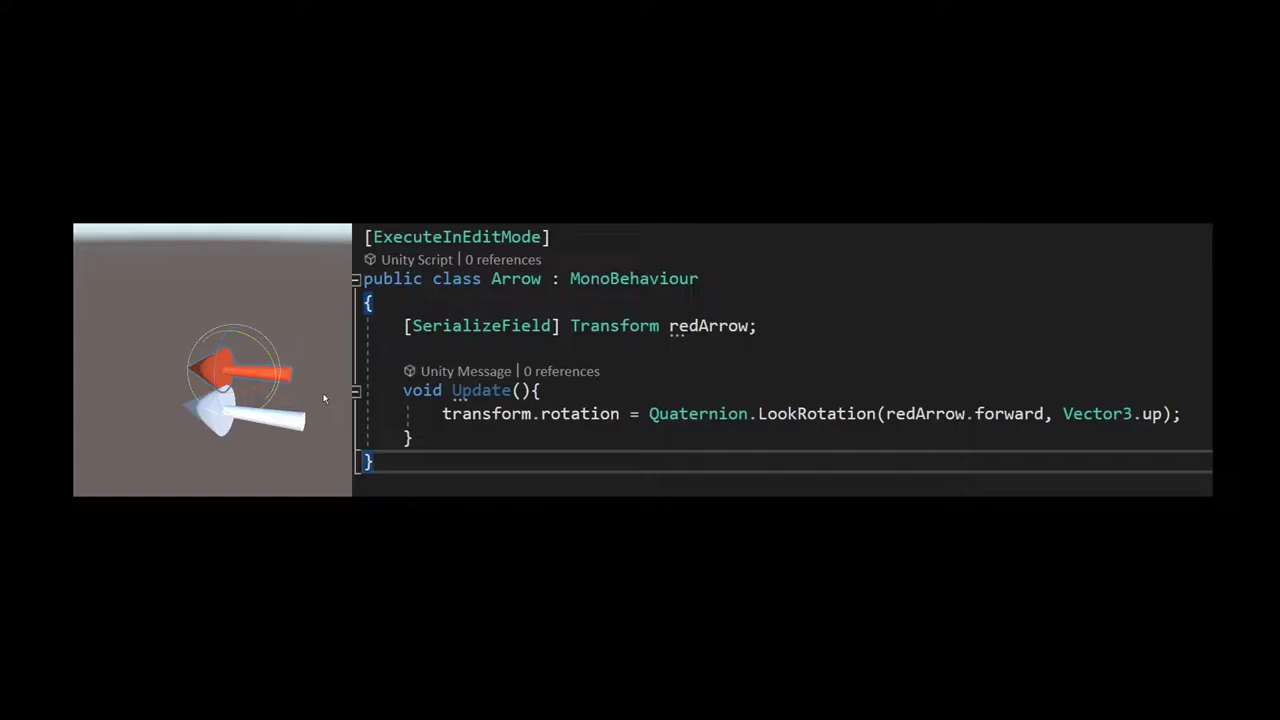 [ExecuteInEditMode]
Unity Script | 0 references
public class Arrow : MonoBehaviour
{
[SerializeField] Transform redArrow;
Unity Message | 0 references
void Update(){
transform.rotation = Quaternion.LookRotation(redArrow.forward, Vector3.up);
}
}